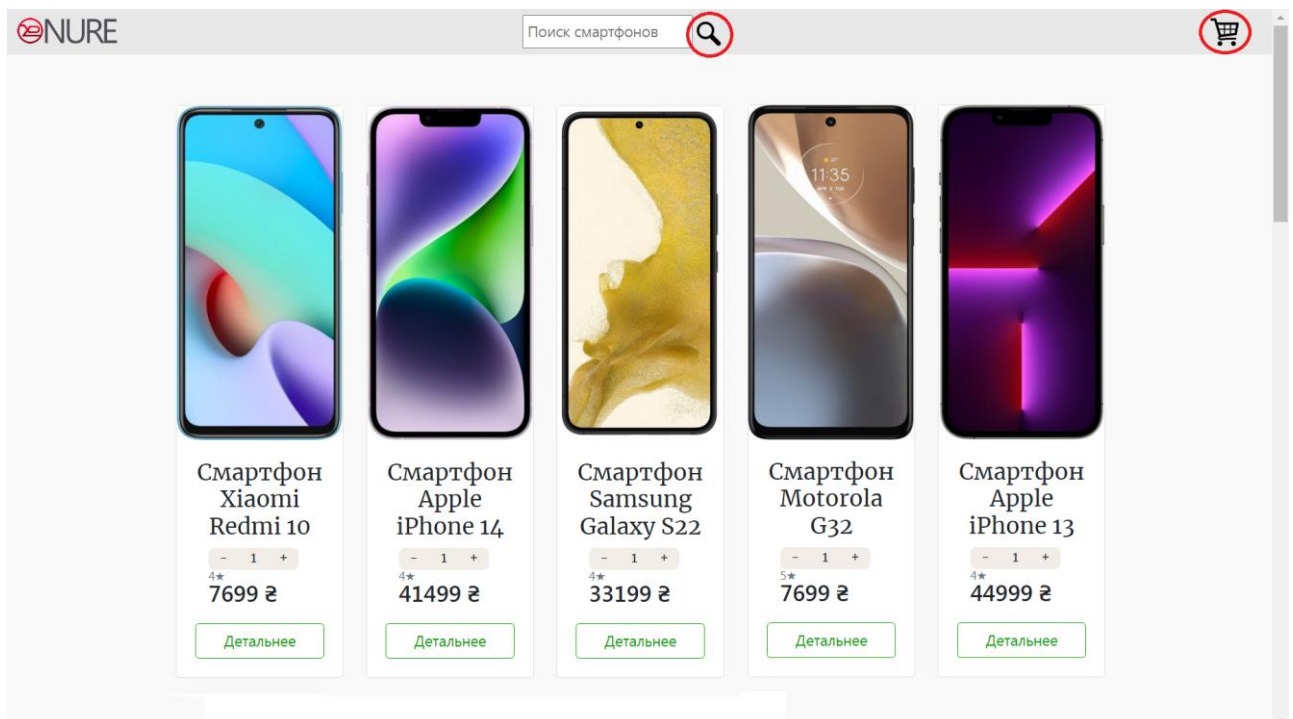 NURE
Поиск смартфонов
11:35
Смартфон
Xiaomi
Redmi 10
- 1 +
4★
7699 ₴
Детальнее
Смартфон
Apple
iPhone 14
- 1 +
4★
41499 ₴
Детальнее
Смартфон
Samsung
Galaxy S22
- 1 +
4★
33199 ₴
Детальнее
Смартфон
Motorola
G32
- 1 +
5★
7699 ₴
Детальнее
Смартфон
Apple
iPhone 13
- 1 +
4★
44999 ₴
Детальнее